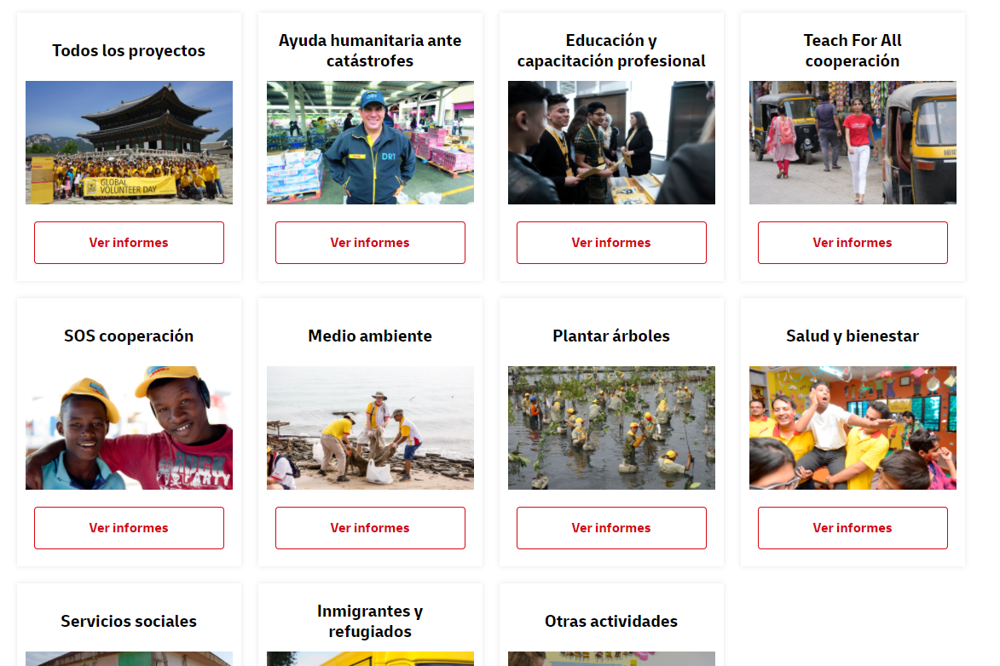 Todos los proyectos
Ayuda humanitaria ante
catástrofes
Educación y
capacitación profesional
Teach For All
cooperación
GLOBAL
VOLUNTEER DAY
DRT
DRT
Ver informes
Ver informes
Ver informes
Ver informes
SOS cooperación
Medio ambiente
Plantar árboles
Salud y bienestar
Ver informes
Ver informes
Ver informes
Ver informes
Servicios sociales
Inmigrantes y
refugiados
Otras actividades